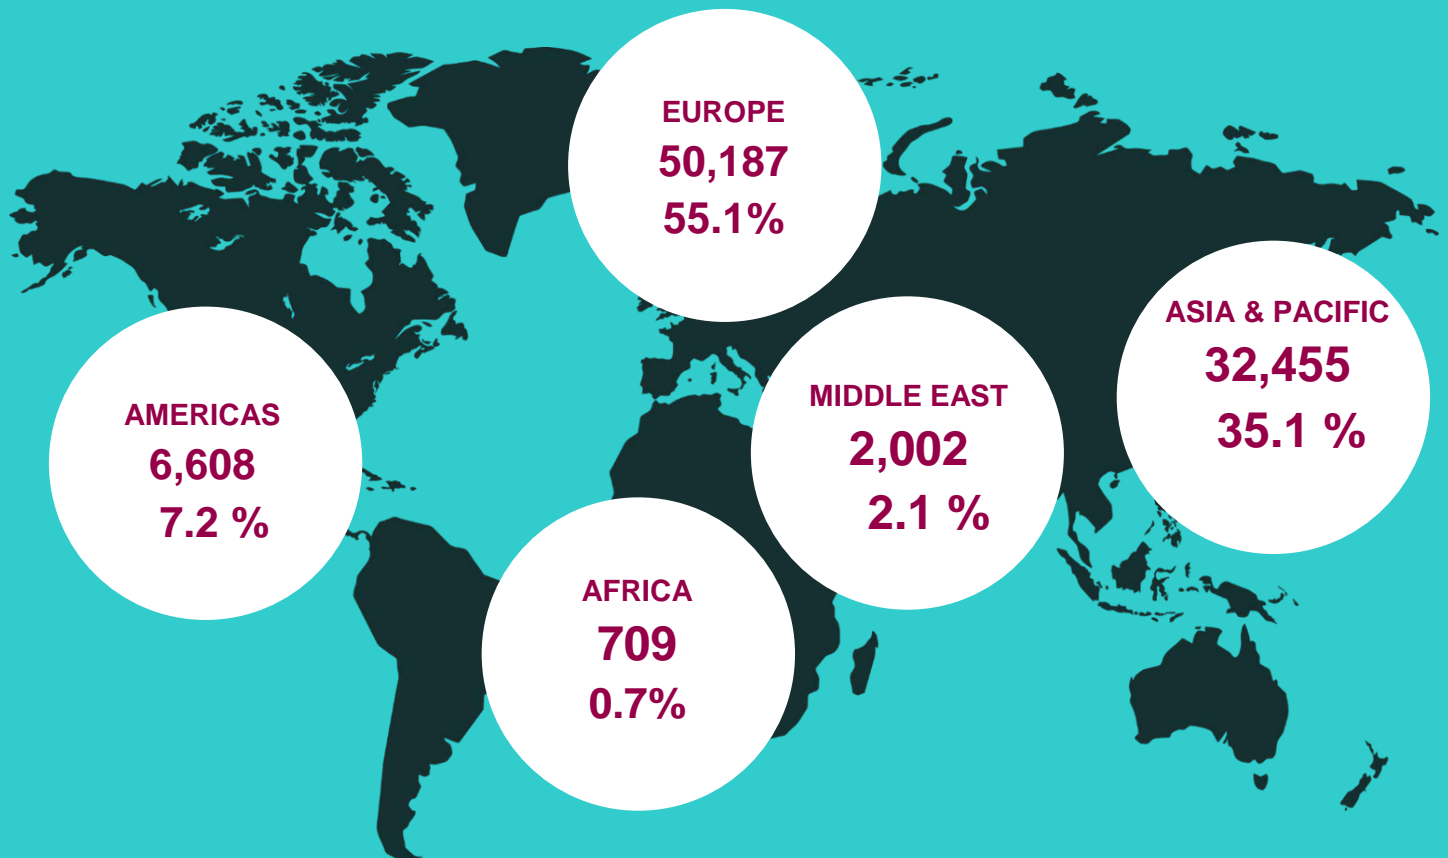 EUROPE
50,187
55.1%
ASIA & PACIFIC
32,455
35.1 %
MIDDLE EAST
2,002
2.1 %
AMERICAS
6,608
7.2 %
AFRICA
709
0.7%